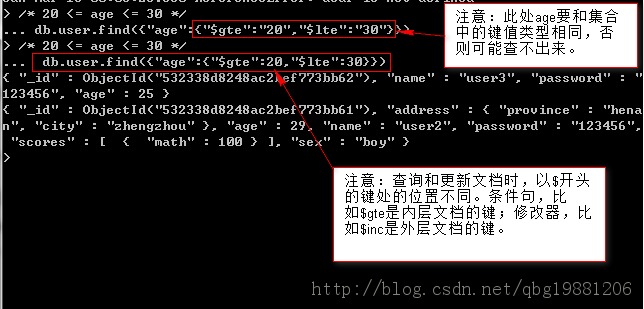 > /* 20 <= age <= 30 */
... db.user.find({"age":{"$gte":"20","$lte":"30"}})
> /* 20 <= age <= 30 */
... db.user.find({"age":{"$gte":20,"$lte":30}})
{ "_id" : ObjectId("532338d8248ac2bef773bb62"), "name" : "user3", "password" : "
123456", "age" : 25 }
{ "_id" : ObjectId("532338d8248ac2bef773bb61"), "address" : { "province" : "hena
n", "city" : "zhengzhou" }, "age" : 29, "name" : "user2", "password" : "123456",
"scores" : [ { "math" : 100 } ], "sex" : "boy" }
>
注意：此处age要和集合
中的键值类型相同，否
则可能查不出来。
注意：查询和更新文档时，以$开头
的键处的位置不同。条件句，比
如$gte是内层文档的键；修改器，比
如$inc是外层文档的键。
http://blog.csdn.net/qbg19881206